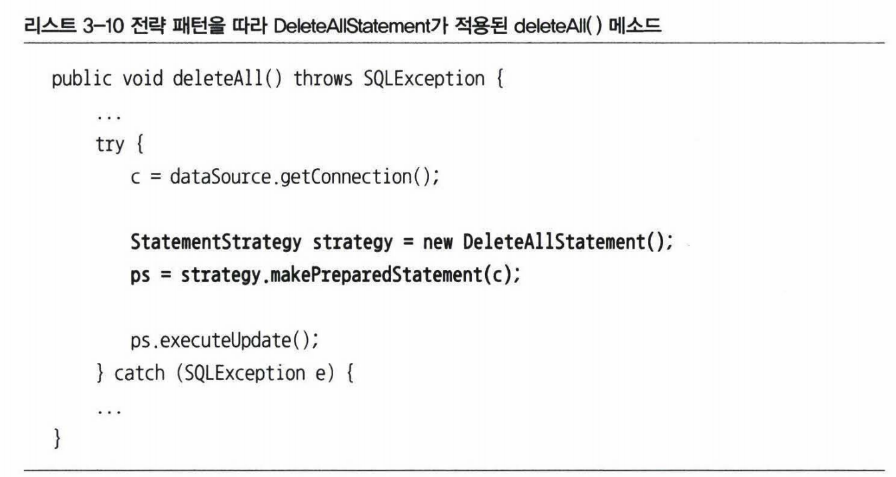 리스트 3-10 전략 패턴을 따라 DeleteAllStatement가 적용된 deleteAll( ) 메소드
public void deleteAll() throws SQLException {
...
try {
c = dataSource.getConnection();
StatementStrategy strategy = new DeleteAllStatement();
ps = strategy.makePreparedStatement(c);
ps.executeUpdate();
} catch (SQLException e) {
...
}